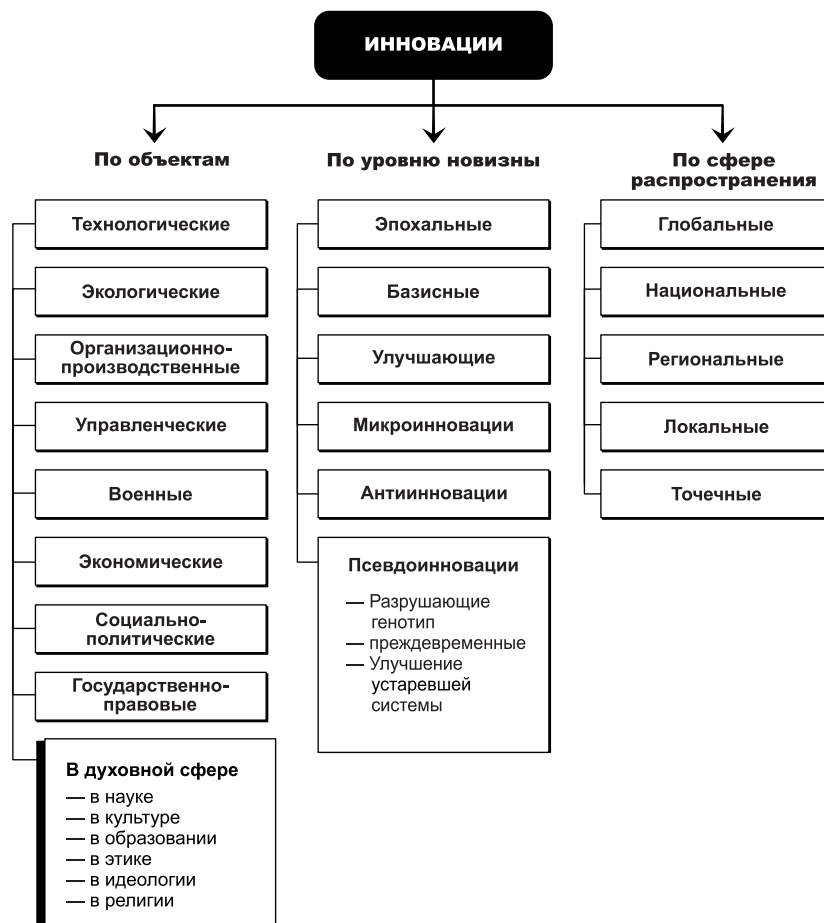 ИННОВАЦИИ
По объектам
Технологические
Экологические
Организационно-
производственные
Управленческие
Военные
Экономические
Социально-
политические
Государственно-
правовые
В духовной сфере
— в науке
— в культуре
— в образовании
— в этике
— в идеологии
— в религии
По уровню новизны
Эпохальные
Базисные
Улучшающие
Микроинновации
Антиинновации
Псевдоинновации
— Разрушающие
генотип
— преждевременные
— Улучшение
устаревшей
системы
По сфере
распространения
Глобальные
Национальные
Региональные
Локальные
Точечные